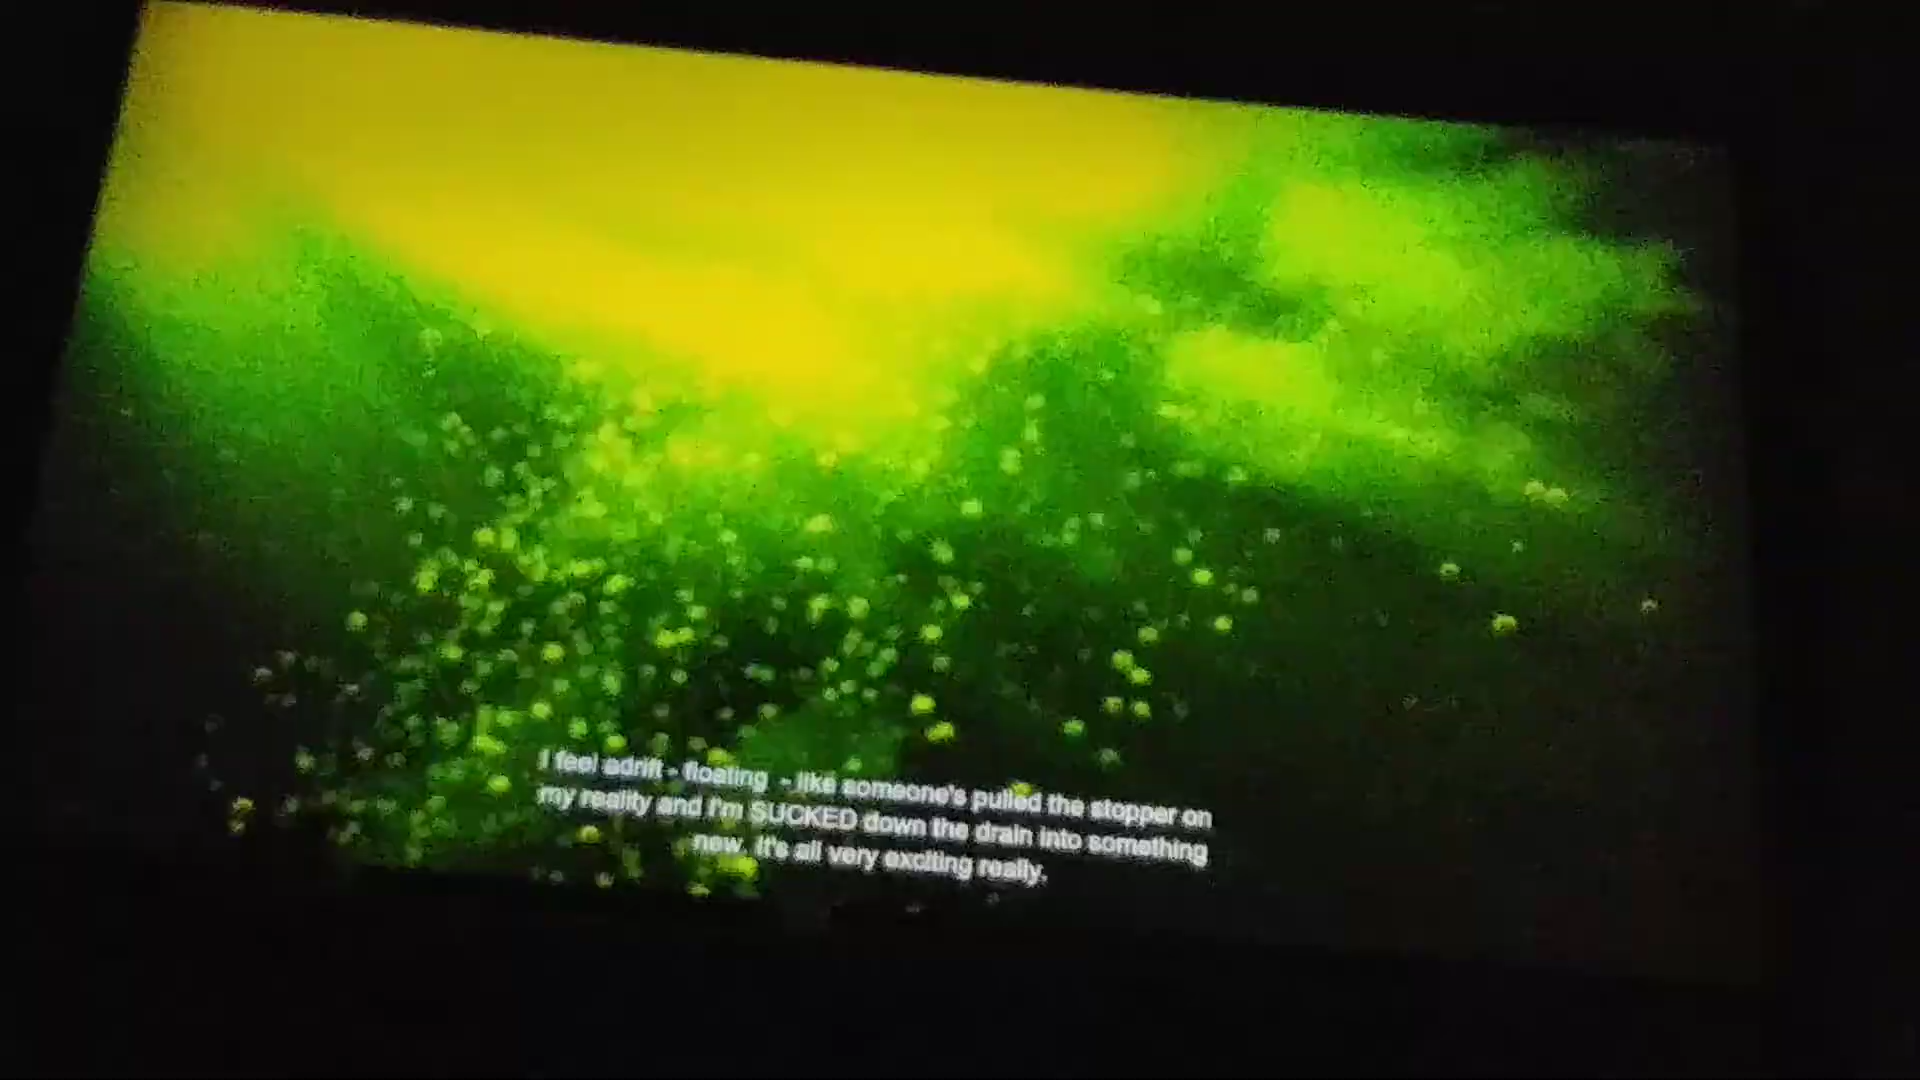 I feel adrift - floating - like someone's pulled the stopper on
my reality and I'm SUCKED down the drain into something
new. It's all very exciting really.